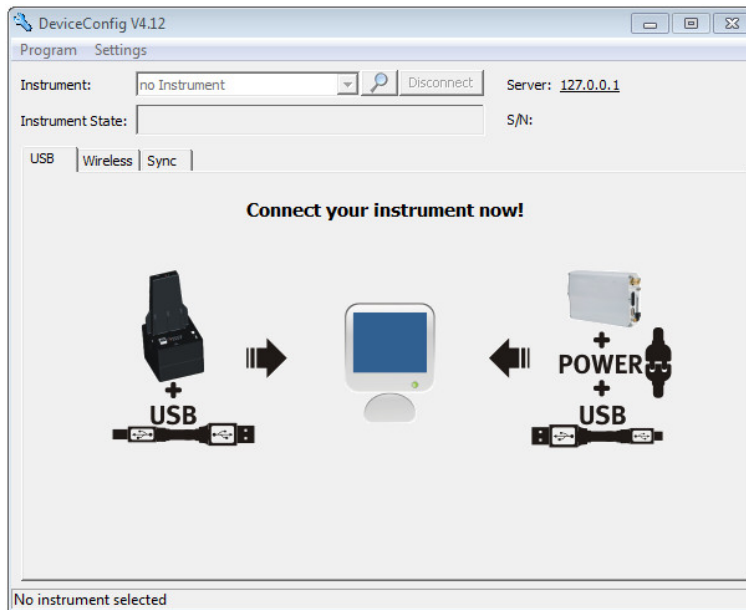 DeviceConfig V4.12
Program Settings
Instrument: no Instrument Disconnect Server: 127.0.0.1
Instrument State: S/N:
USB Wireless Sync
Connect your instrument now!
+
POWER
+ +
USB USB
No instrument selected